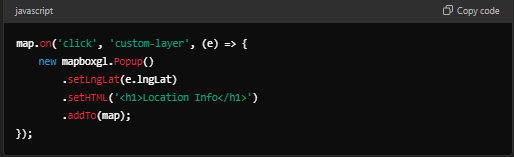 javascript
Copy code
map.on('click', 'custom-layer', (e) => {
new mapboxgl.Popup()
.setLngLat(e.lngLat)
.setHTML('<h1>Location Info</h1>')
.addTo(map);
});